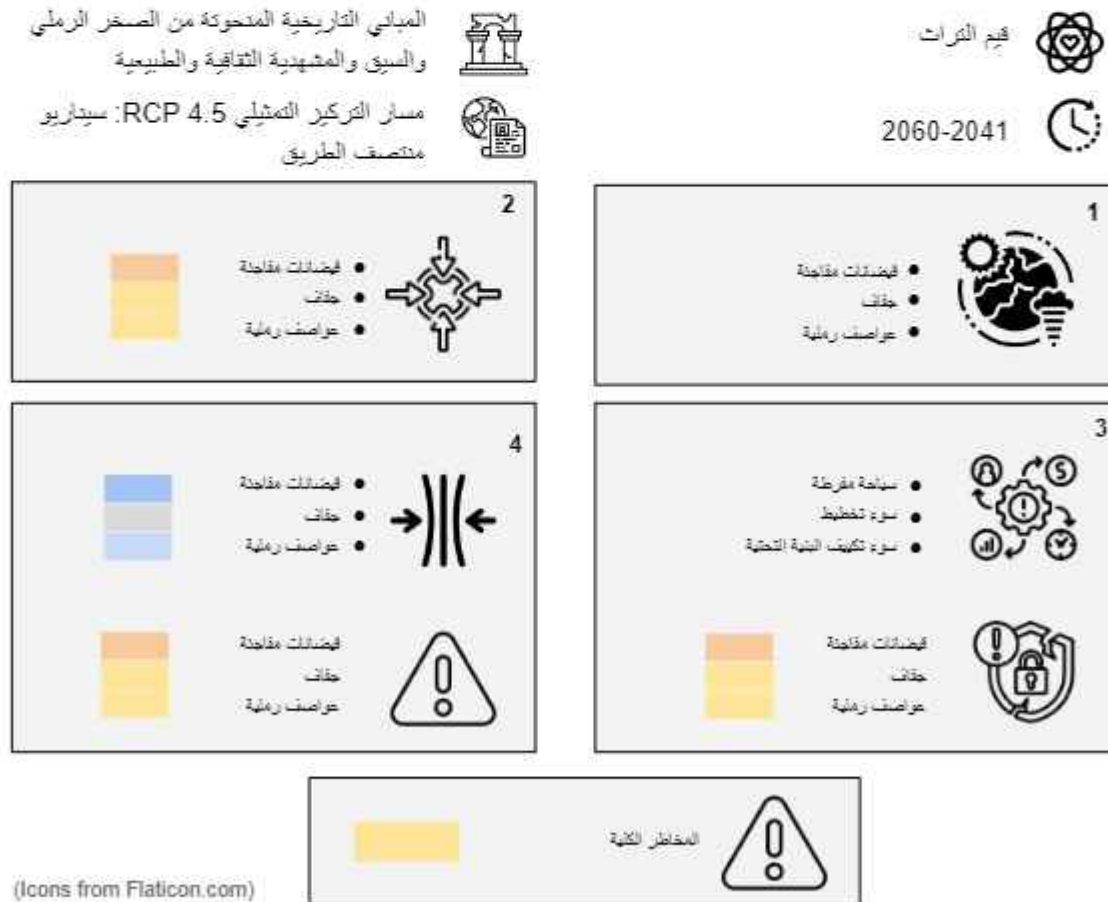 قيم التراث
المباني التاريخية المنحوتة من الصخر الرملي
والسيق والمشهدية الثقافية والطبيعية
2060-2041
مسار التركيز التمثيلي RCP 4.5: سيناريو
منتصف الطريق
1
● فيضانات مفاجئة
● جفاف
● عواصف رملية
2
● فيضانات مفاجئة
● جفاف
● عواصف رملية
3
● سياحة مفرطة
● سوء تخطيط
● سوء تكييف البنية التحتية
فيضانات مفاجئة
جفاف
عواصف رملية
4
● فيضانات مفاجئة
● جفاف
● عواصف رملية
فيضانات مفاجئة
جفاف
عواصف رملية
المخاطر الكلية
(Icons from Flaticon.com)